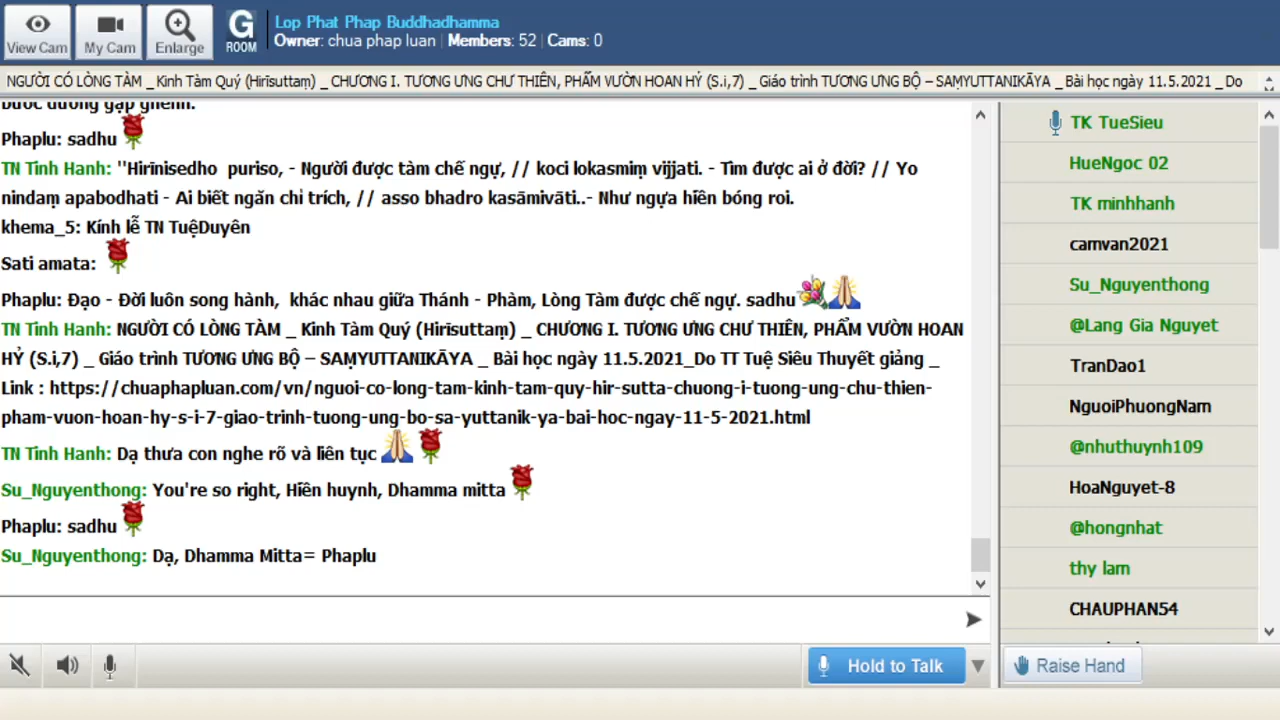 View Cam
My Cam
Enlarge
G
ROOM
Lop Phat Phap Buddhadhamma
Owner: chua phap luan | Members: 52 | Cams: 0
NGƯỜI CÓ LÒNG TÀM _ Kinh Tàm Quý (Hirīsuttaṃ) _ CHƯƠNG I. TƯƠNG ƯNG CHƯ THIÊN, PHẨM VƯỜN HOAN HỶ (S.i,7) _ Giáo trình TƯƠNG ƯNG BỘ – SAṂYUTTANIKĀYA _ Bài học ngày 11.5.2021 _ Do
bước đường gập ghềnh.
Phaplu: sadhu
TN Tinh Hanh: ''Hirīnisedho puriso, - Người được tàm chế ngự, // koci lokasmiṃ vijjati. - Tìm được ai ở đời? // Yo
nindaṃ apabodhati - Ai biết ngăn chỉ trích, // asso bhadro kasāmivāti..- Như ngựa hiền bóng roi.
khema_5: Kính lễ TN TuệDuyên
Sati amata:
Phaplu: Đạo - Đời luôn song hành, khác nhau giữa Thánh - Phàm, Lòng Tàm được chế ngự. sadhu
TN Tinh Hanh: NGƯỜI CÓ LÒNG TÀM _ Kinh Tàm Quý (Hirīsuttaṃ) _ CHƯƠNG I. TƯƠNG ƯNG CHƯ THIÊN, PHẨM VƯỜN HOAN
HỶ (S.i,7) _ Giáo trình TƯƠNG ƯNG BỘ – SAṂYUTTANIKĀYA _ Bài học ngày 11.5.2021_Do TT Tuệ Siêu Thuyết giảng _
Link : https://chuaphapluan.com/vn/nguoi-co-long-tam-kinh-tam-quy-hir-sutta-chuong-i-tuong-ung-chu-thien-
pham-vuon-hoan-hy-s-i-7-giao-trinh-tuong-ung-bo-sa-yuttanik-ya-bai-hoc-ngay-11-5-2021.html
TN Tinh Hanh: Dạ thưa con nghe rõ và liên tục
Su_Nguyenthong: You're so right, Hiền huynh, Dhamma mitta
Phaplu: sadhu
Su_Nguyenthong: Dạ, Dhamma Mitta= Phaplu
TK TueSieu
HueNgoc 02
TK minhhanh
camvan2021
Su_Nguyenthong
@Lang Gia Nguyet
TranDao1
NguoiPhuongNam
@nhuthuynh109
HoaNguyet-8
@hongnhat
thy lam
CHAUPHAN54
Hold to Talk
Raise Hand